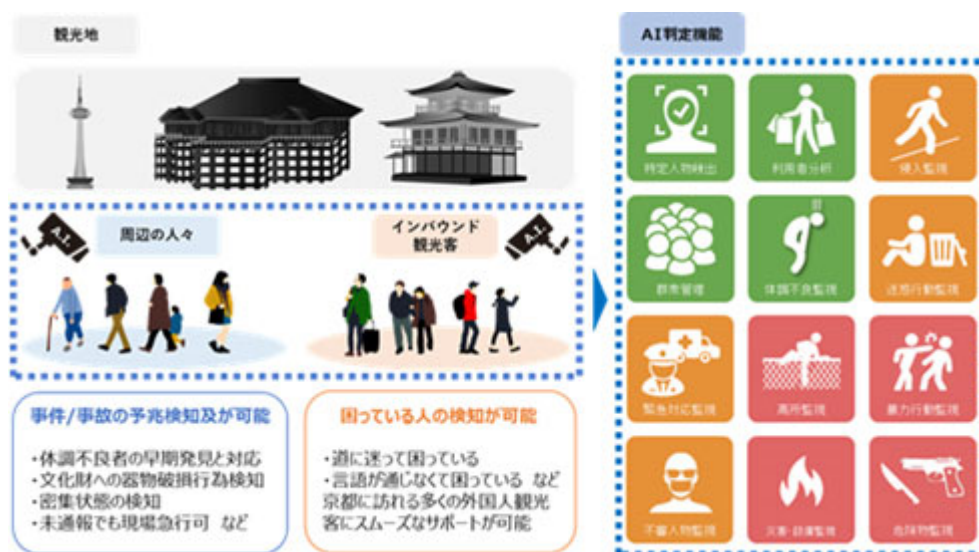 観光地
A.I.
周辺の人々
インバウンド
観光客
A.I.
事件/事故の予兆検知及が可能
・体調不良者の早期発見と対応
・文化財への器物破損行為検知
・密集状態の検知
・未通報でも現場急行可 など
困っている人の検知が可能
・道に迷って困っている
・言語が通じなくて困っている など
京都に訪れる多くの外国人観光
客にスムーズなサポートが可能
AI判定機能
特定人物検出
利用者分析
侵入監視
群衆管理
体調不良監視
迷惑行動監視
緊急対応監視
高所監視
暴力行動監視
不審人物監視
危険物監視